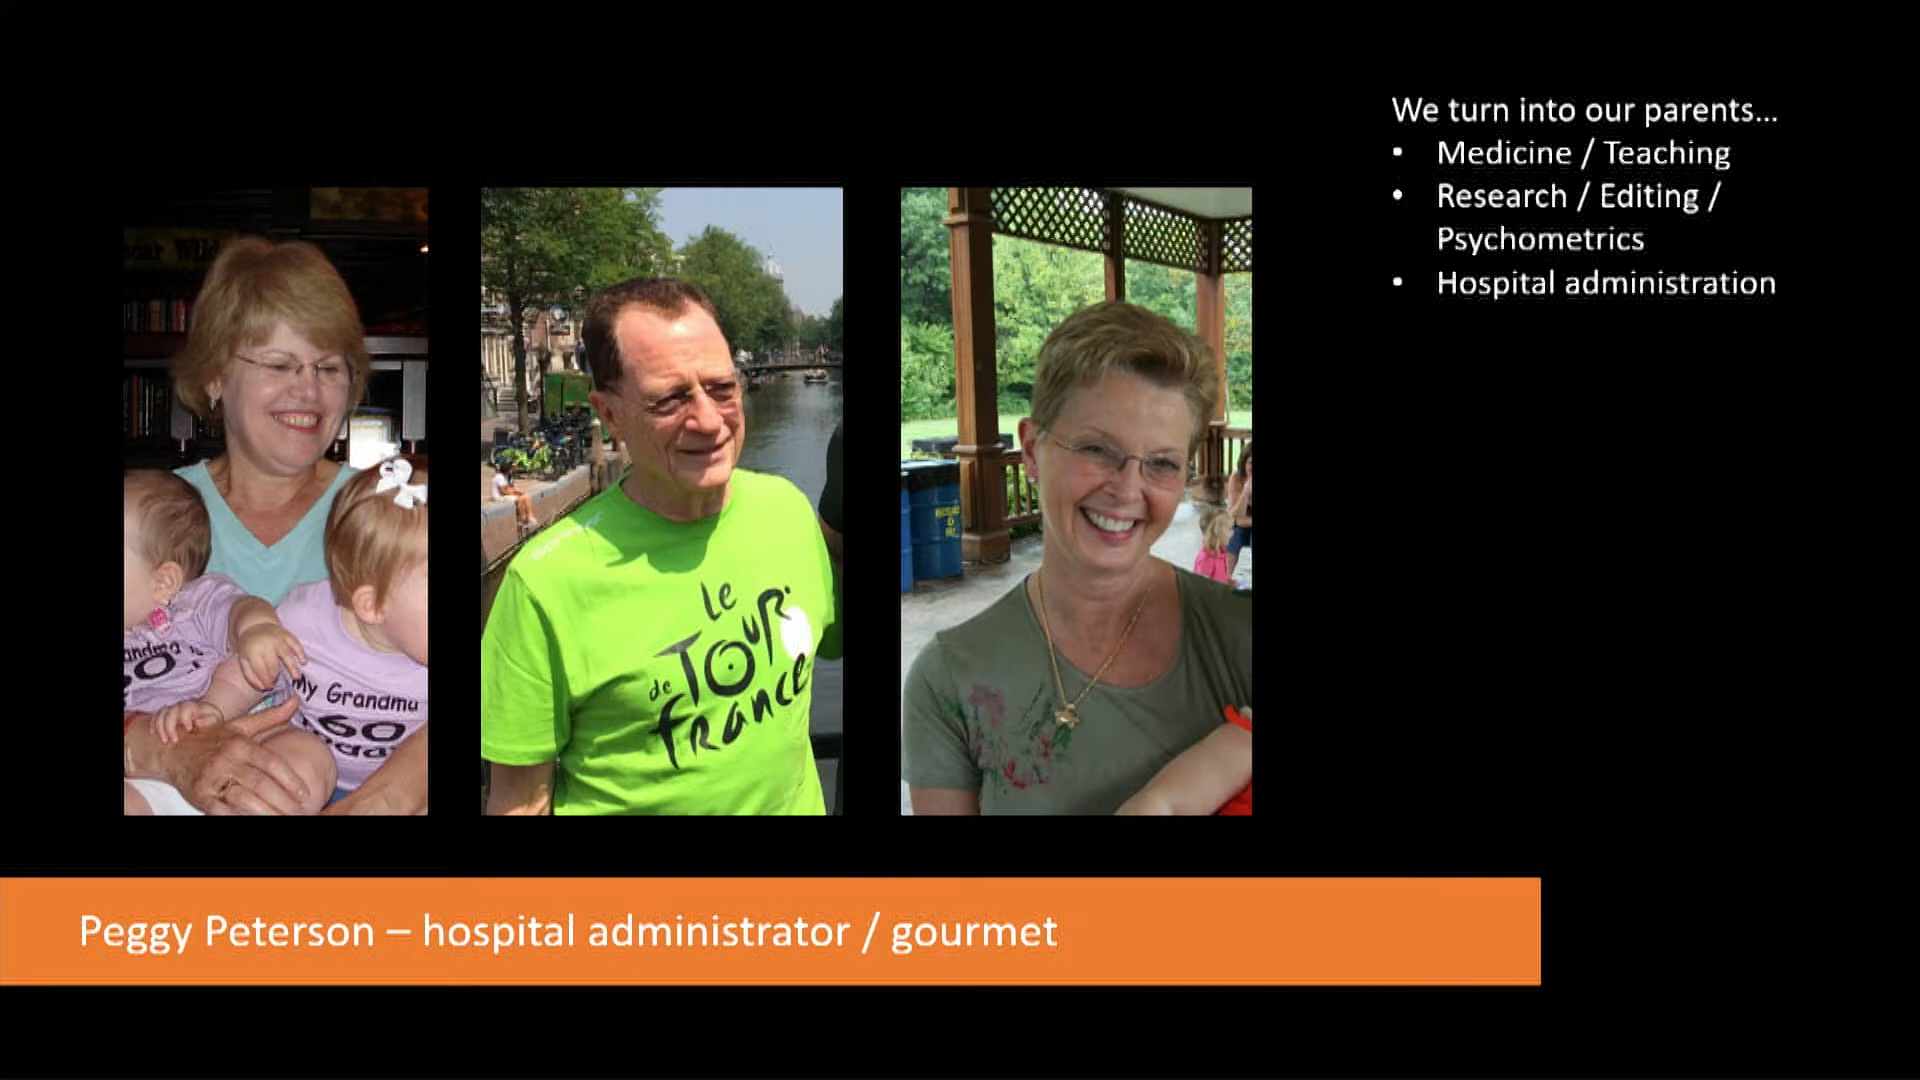 We turn into our parents...
• Medicine / Teaching
• Research / Editing /
Psychometrics
• Hospital administration
My Grandma
60
Le
Tour
de
france
Peggy Peterson – hospital administrator / gourmet